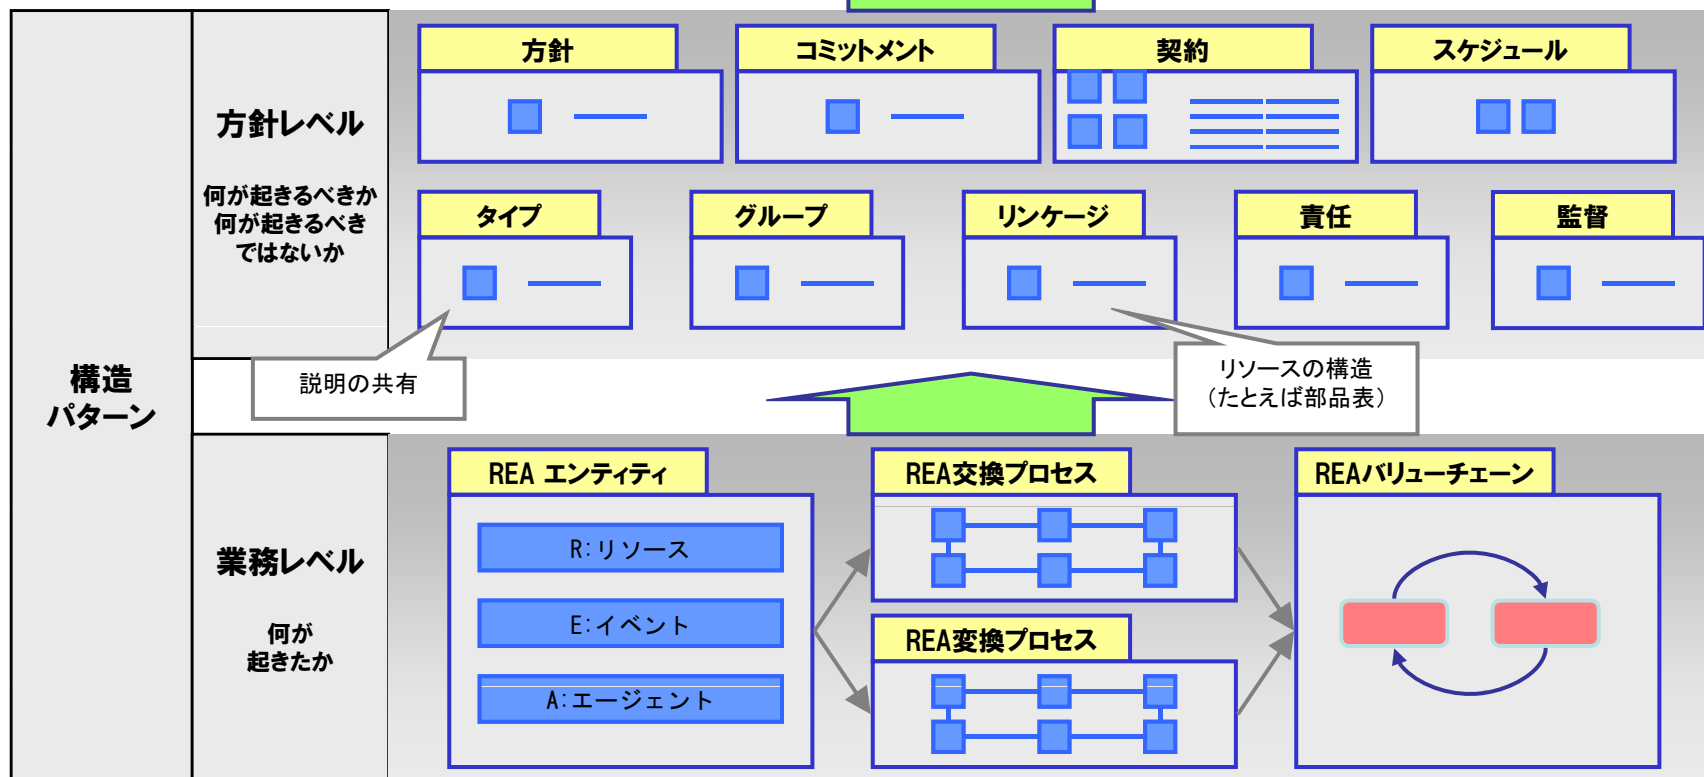 構造
パターン
方針レベル
何が起きるべきか
何が起きるべき
ではないか
方針
コミットメント
契約
スケジュール
タイプ
グループ
リンケージ
責任
監督
説明の共有
リソースの構造
(たとえば部品表)
業務レベル
何が
起きたか
REA エンティティ
R:リソース
E:イベント
A:エージェント
REA交換プロセス
REA変換プロセス
REAバリューチェーン